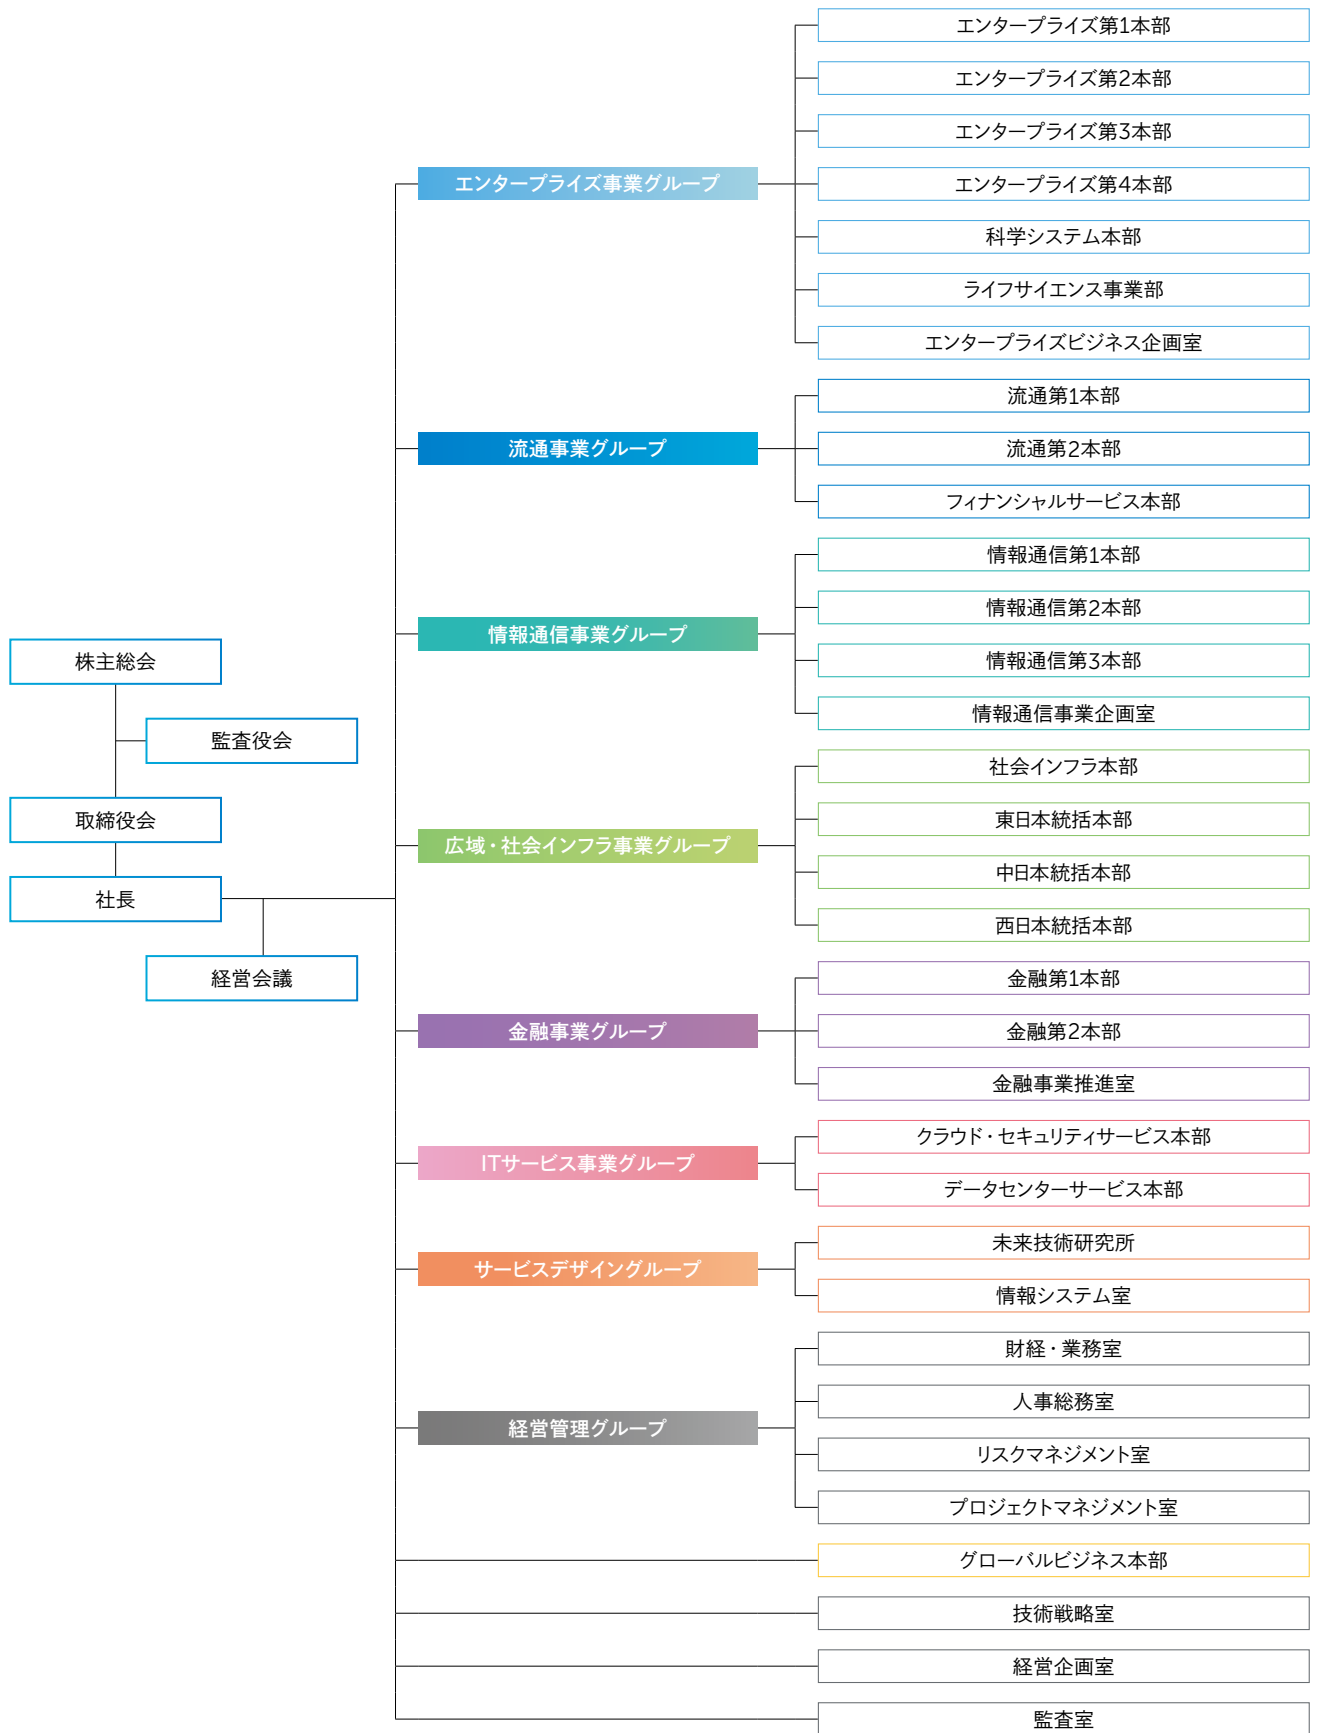 株主総会
監査役会
取締役会
社長
経営会議
エンタープライズ事業グループ
エンタープライズ第1本部
エンタープライズ第2本部
エンタープライズ第3本部
エンタープライズ第4本部
科学システム本部
ライフサイエンス事業部
エンタープライズビジネス企画室
流通事業グループ
流通第1本部
流通第2本部
フィナンシャルサービス本部
情報通信事業グループ
情報通信第1本部
情報通信第2本部
情報通信第3本部
情報通信事業企画室
広域・社会インフラ事業グループ
社会インフラ本部
東日本統括本部
中日本統括本部
西日本統括本部
金融事業グループ
金融第1本部
金融第2本部
金融事業推進室
ITサービス事業グループ
クラウド・セキュリティサービス本部
データセンターサービス本部
サービスデザイングループ
未来技術研究所
情報システム室
経営管理グループ
財経・業務室
人事総務室
リスクマネジメント室
プロジェクトマネジメント室
グローバルビジネス本部
技術戦略室
経営企画室
監査室